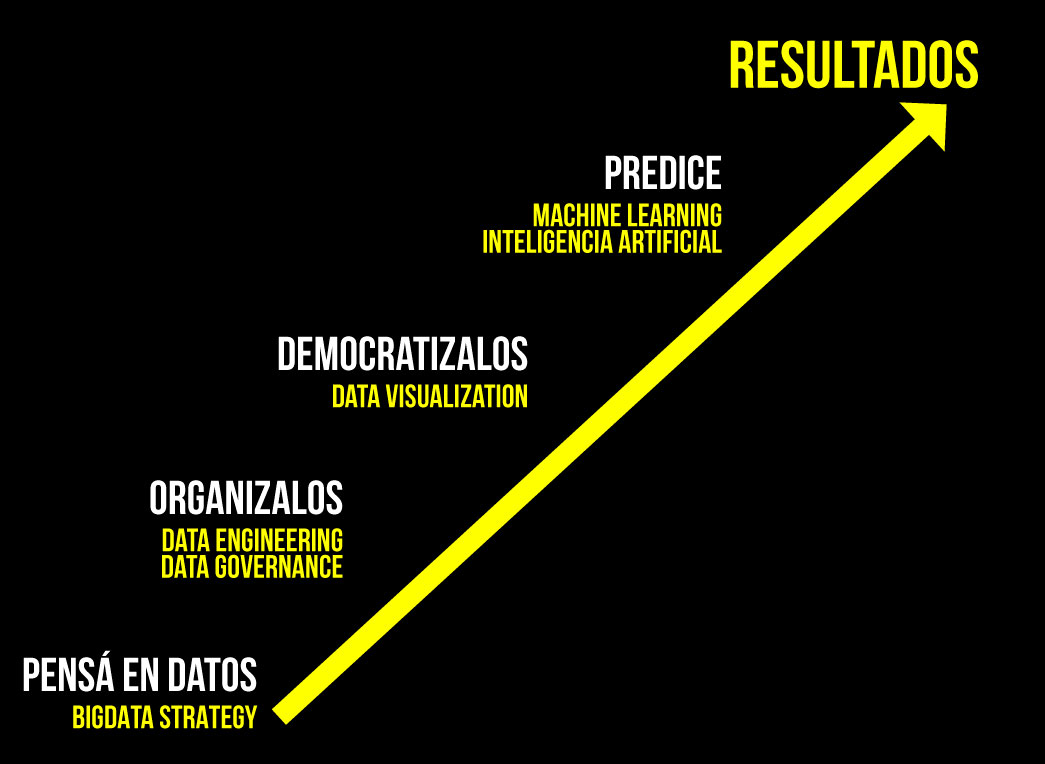 RESULTADOS
PREDICE
MACHINE LEARNING
INTELIGENCIA ARTIFICIAL
DEMOCRATIZALOS
DATA VISUALIZATION
ORGANIZALOS
DATA ENGINEERING
DATA GOVERNANCE
PENSÁ EN DATOS
BIGDATA STRATEGY